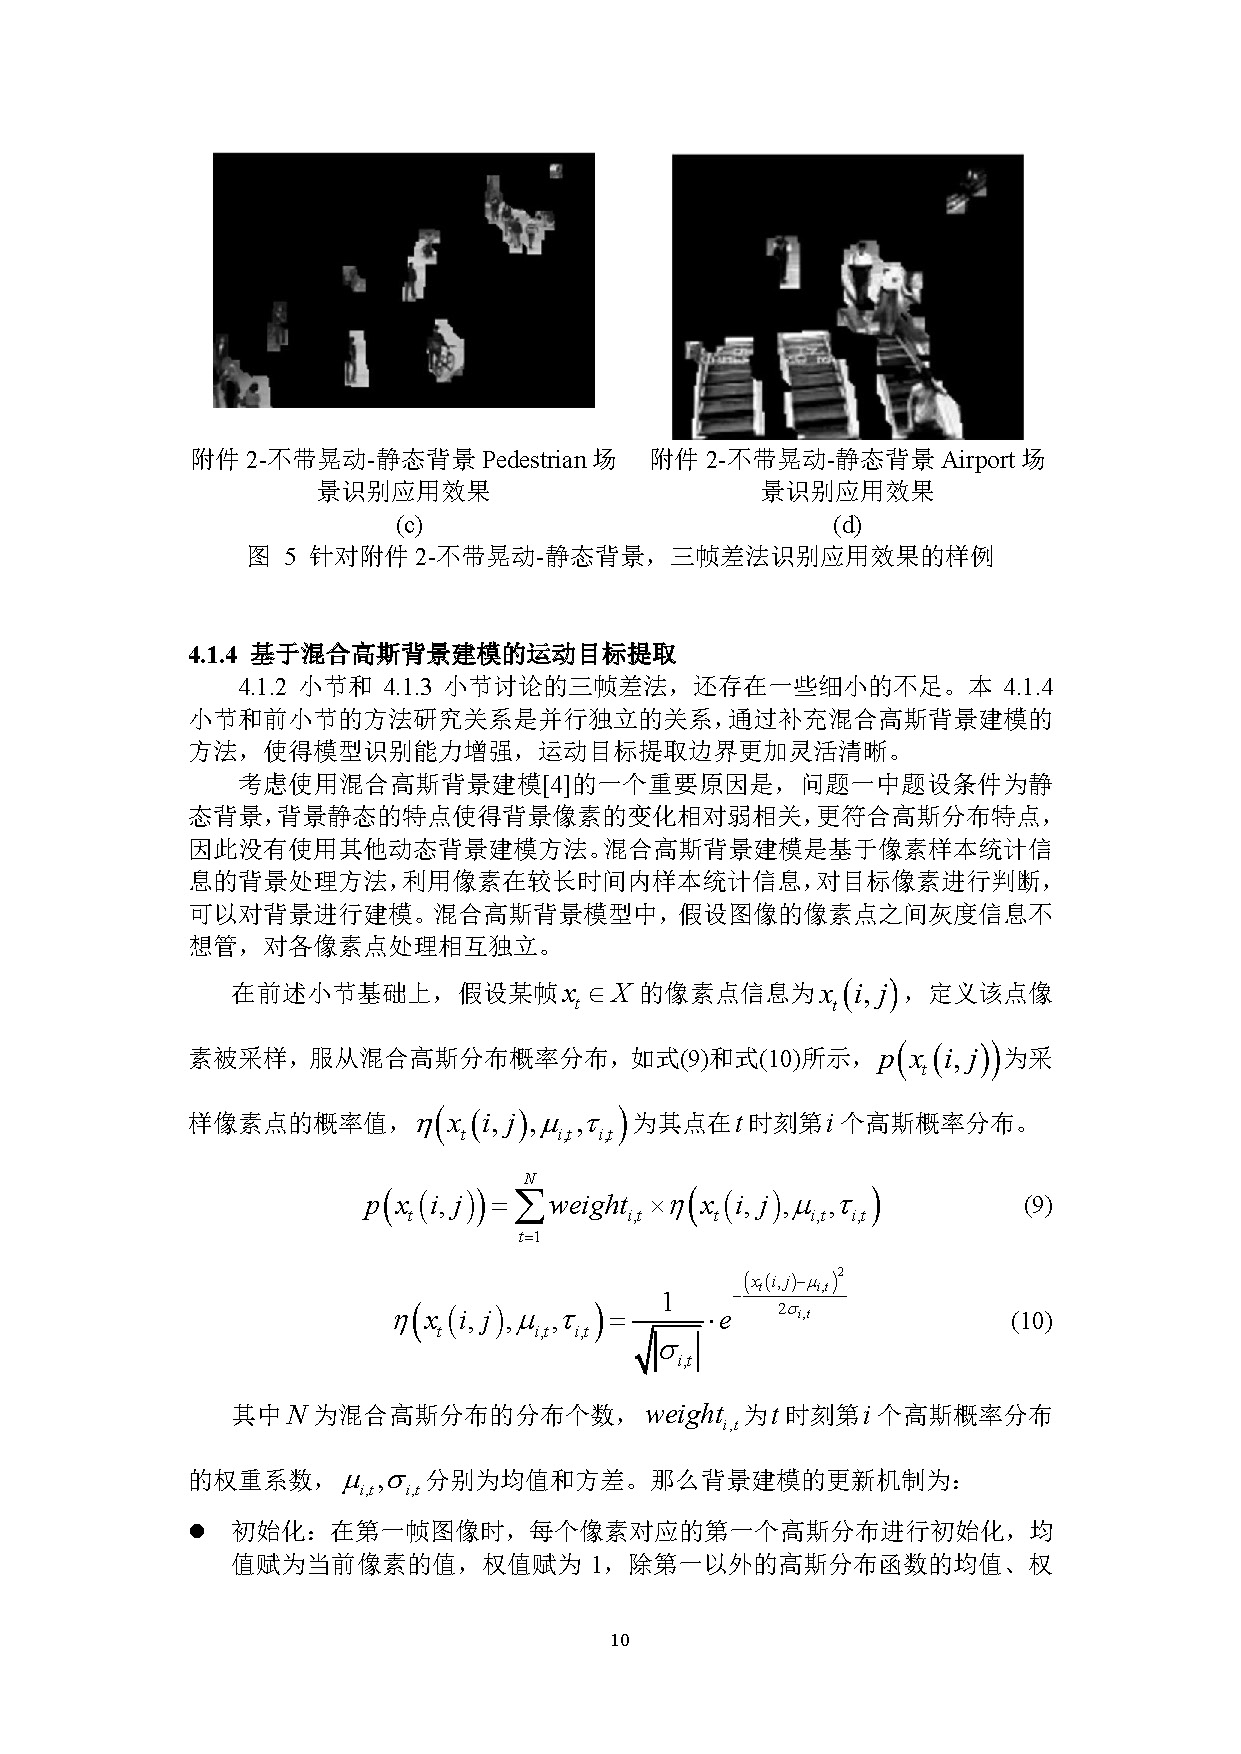 附件 2-不带晃动-静态背景 Pedestrian 场
景识别应用效果
(c)
附件 2-不带晃动-静态背景 Airport 场
景识别应用效果
(d)
图 5 针对附件 2-不带晃动-静态背景，三帧差法识别应用效果的样例
4.1.4 基于混合高斯背景建模的运动目标提取
4.1.2 小节和 4.1.3 小节讨论的三帧差法，还存在一些细小的不足。本 4.1.4
小节和前小节的方法研究关系是并行独立的关系，通过补充混合高斯背景建模的
方法，使得模型识别能力增强，运动目标提取边界更加灵活清晰。
考虑使用混合高斯背景建模[4]的一个重要原因是，问题一中题设条件为静
态背景，背景静态的特点使得背景像素的变化相对弱相关，更符合高斯分布特点，
因此没有使用其他动态背景建模方法。混合高斯背景建模是基于像素样本统计信
息的背景处理方法，利用像素在较长时间内样本统计信息，对目标像素进行判断，
可以对背景进行建模。混合高斯背景模型中，假设图像的像素点之间灰度信息不
想管，对各像素点处理相互独立。
在前述小节基础上，假设某帧 x_t ∈ X 的像素点信息为 x_t(i, j)，定义该点像
素被采样，服从混合高斯分布概率分布，如式(9)和式(10)所示，p(x_t(i, j))为采
样像素点的概率值，η(x_t(i, j), μ_{i,t}, τ_{i,t})为其点在 t 时刻第 i 个高斯概率分布。
p(x_t(i, j)) = ∑_{t=1}^{N} weight_{i,t} × η(x_t(i, j), μ_{i,t}, τ_{i,t}) (9)
η(x_t(i, j), μ_{i,t}, τ_{i,t}) = 1/√|σ_{i,t}| · e^{−(x_t(i,j)−μ_{i,t})^2/(2σ_{i,t})} (10)
其中 N 为混合高斯分布的分布个数，weight_{i,t} 为 t 时刻第 i 个高斯概率分布
的权重系数，μ_{i,t}, σ_{i,t} 分别为均值和方差。那么背景建模的更新机制为：
● 初始化：在第一帧图像时，每个像素对应的第一个高斯分布进行初始化，均
值赋为当前像素的值，权值赋为 1，除第一以外的高斯分布函数的均值、权
10